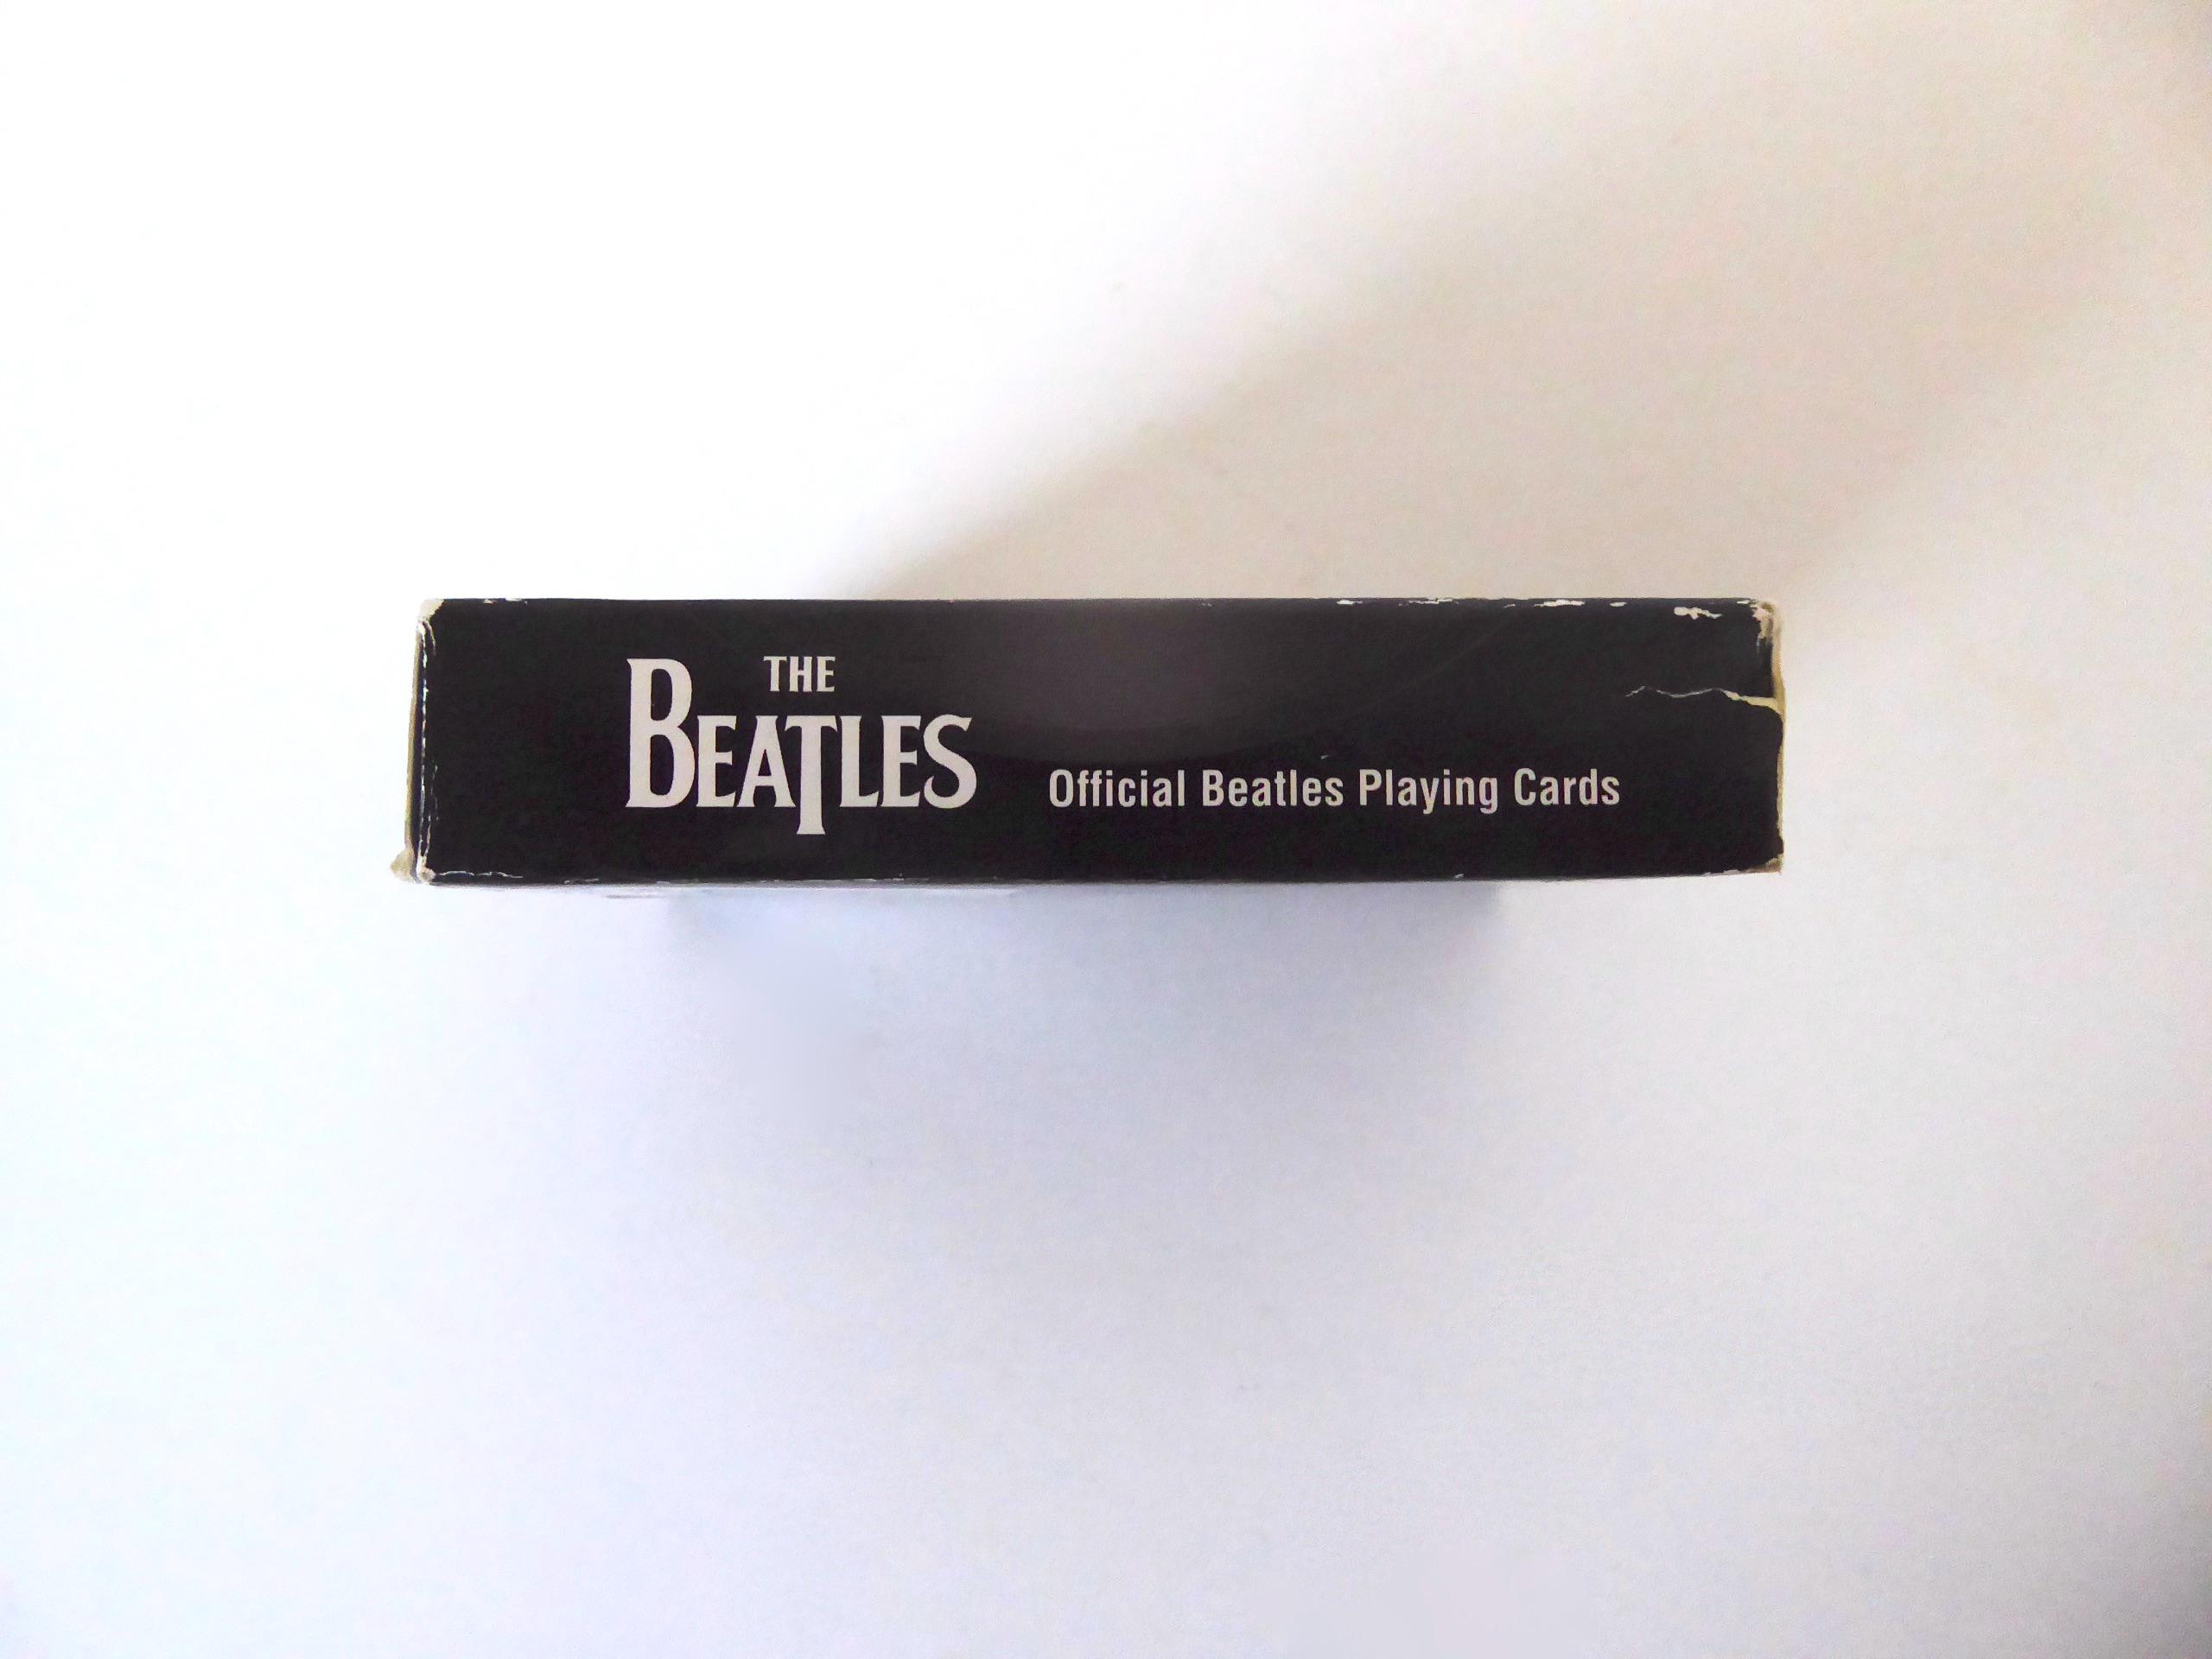 THE
BEATLES
Official Beatles Playing Cards